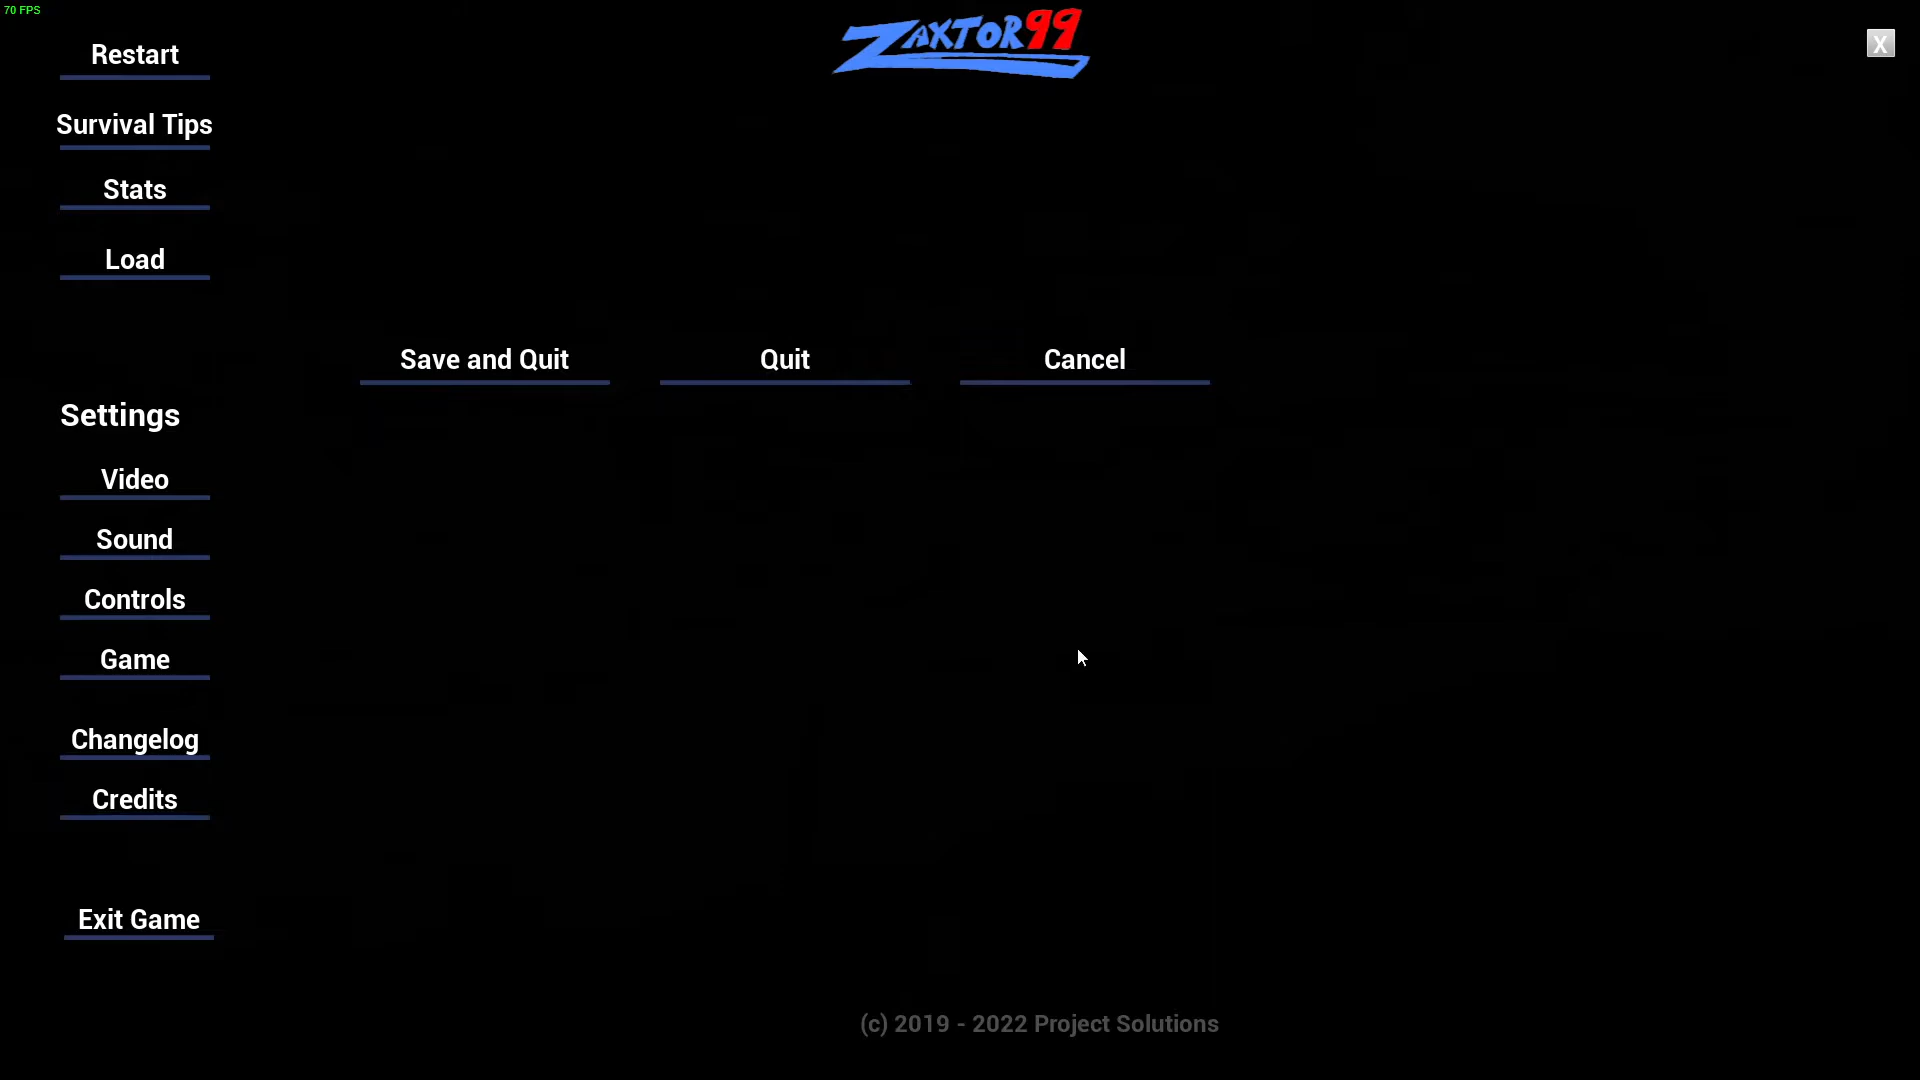 70 FPS
ZAXTOR99
X
Restart
Survival Tips
Stats
Load
Save and Quit
Quit
Cancel
Settings
Video
Sound
Controls
Game
Changelog
Credits
Exit Game
(c) 2019 - 2022 Project Solutions